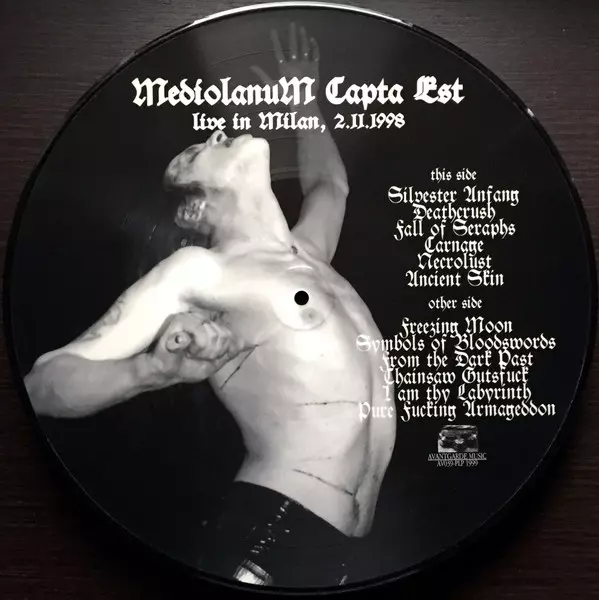 MediolanuM Capta Est
live in Milan, 2.11.1998
this side
Silvester Anfang
Deathcrush
Fall of Seraphs
Carnage
Necrolust
Ancient Skin
other side
Freezing Moon
Symbols of Bloodswords
From the Dark Past
Chainsaw Gutsfuck
I am thy Labyrinth
Pure Fucking Armageddon
AVANTGARDE MUSIC
AV039-PLP 1999